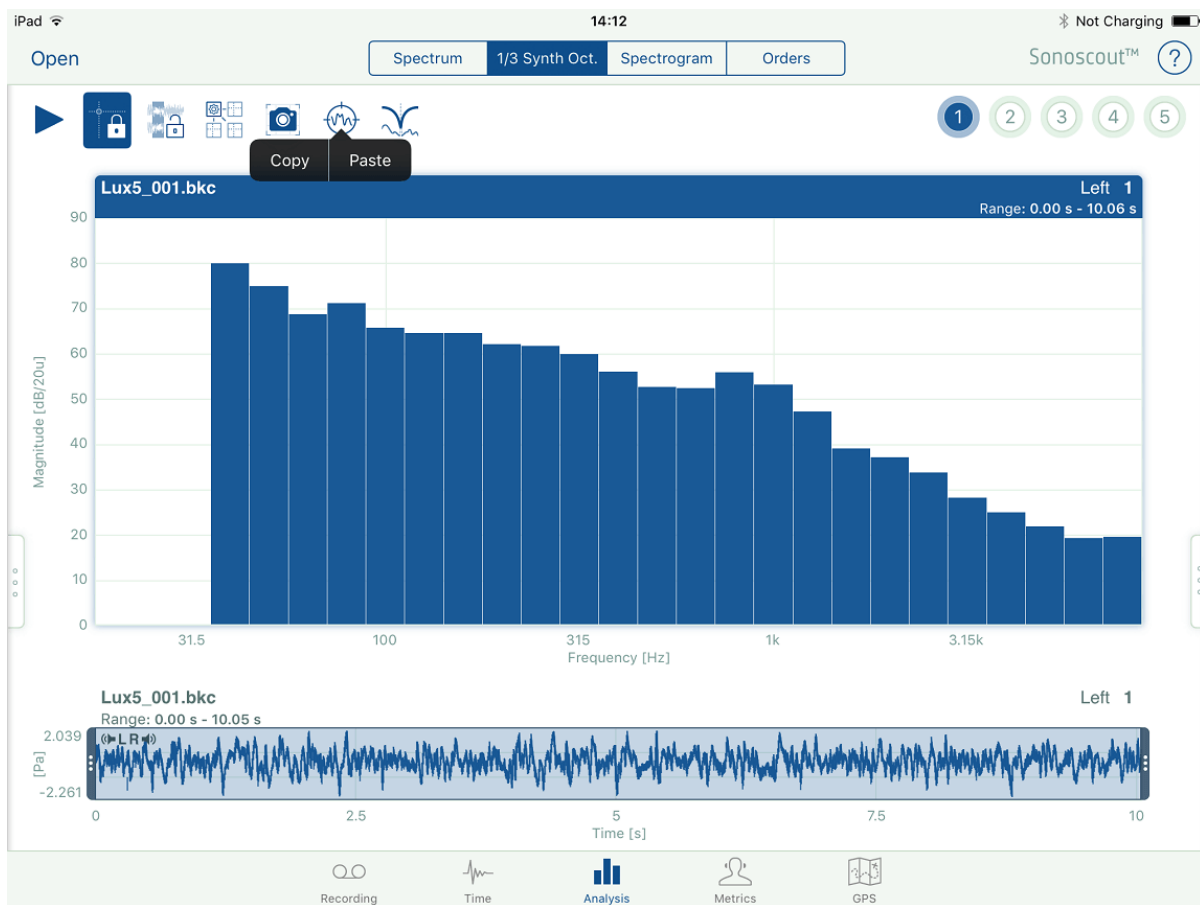 iPad 14:12 Not Charging
Open Spectrum 1/3 Synth Oct. Spectrogram Orders Sonoscout™ ?
1 2 3 4 5
Copy Paste
Lux5_001.bkc Left 1
Range: 0.00 s - 10.06 s
90
80
70
60
50
40
30
20
10
0
Magnitude [dB/20u]
31.5 100 315 1k 3.15k
Frequency [Hz]
Lux5_001.bkc Left 1
Range: 0.00 s - 10.05 s
L R
2.039
[Pa]
-2.261
0 2.5 5 7.5 10
Time [s]
Recording Time Analysis Metrics GPS